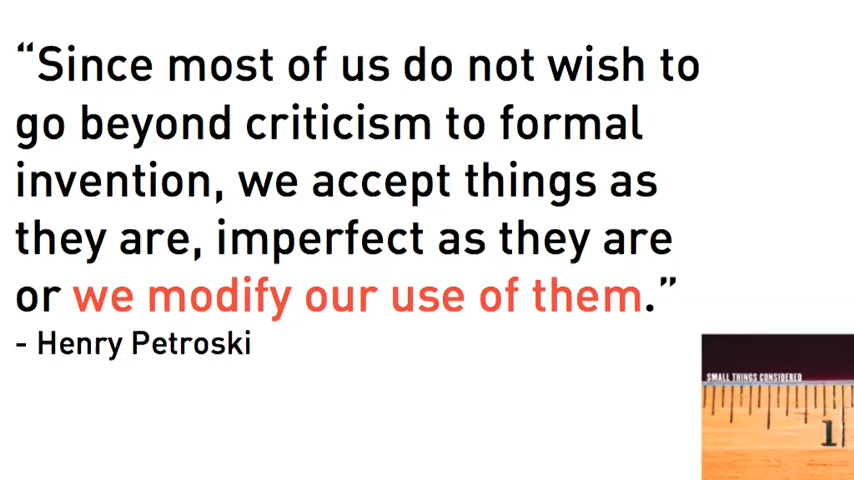 “Since most of us do not wish to
go beyond criticism to formal
invention, we accept things as
they are, imperfect as they are
or we modify our use of them.”
- Henry Petroski
SMALL THINGS CONSIDERED
1